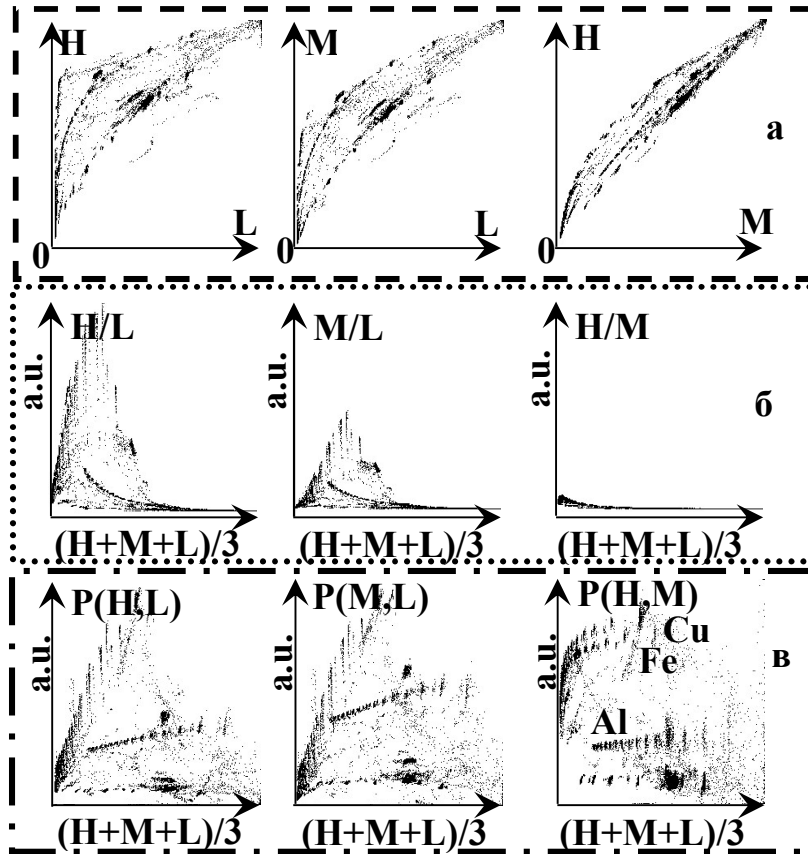 H M H
а
L L M
0 0 0
H/L M/L H/M
a.u. a.u. a.u.
б
(H+M+L)/3 (H+M+L)/3 (H+M+L)/3
P(H,L) P(M,L) P(H,M)
Cu
a.u. a.u. a.u.
в
Fe
Al
(H+M+L)/3 (H+M+L)/3 (H+M+L)/3